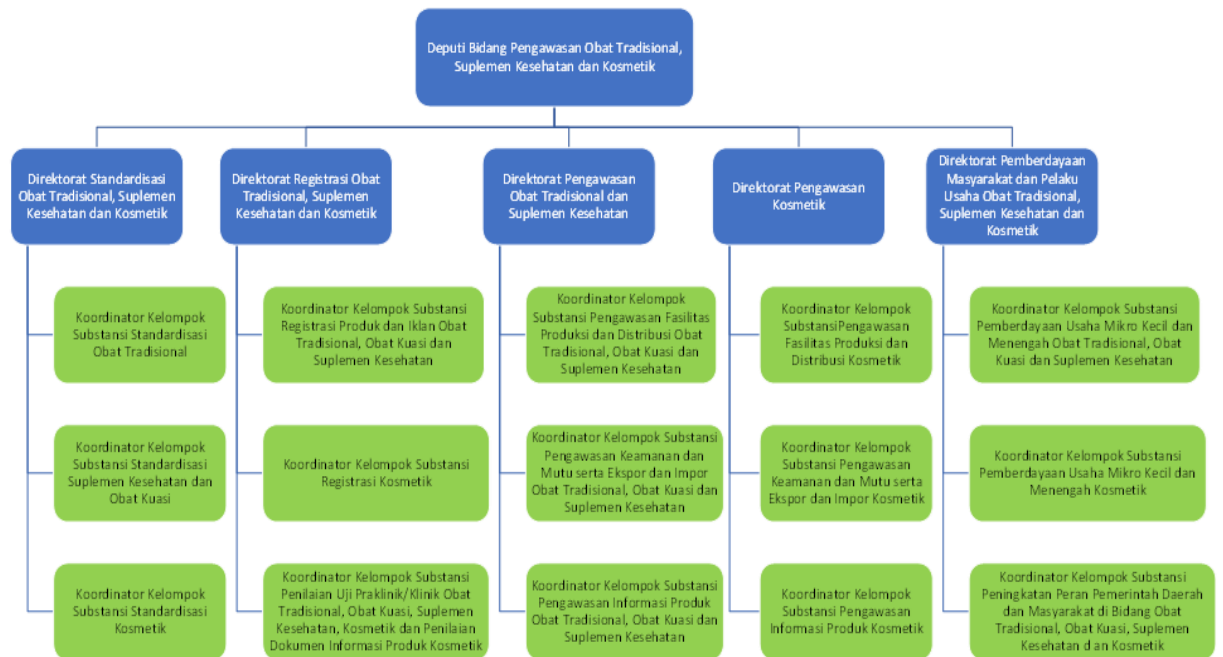 Deputi Bidang Pengawasan Obat Tradisional,
Suplemen Kesehatan dan Kosmetik
Direktorat Standardisasi
Obat Tradisional, Suplemen
Kesehatan dan Kosmetik
Direktorat Registrasi Obat
Tradisional, Suplemen
Kesehatan dan Kosmetik
Direktorat Pengawasan
Obat Tradisional dan
Suplemen Kesehatan
Direktorat Pengawasan
Kosmetik
Direktorat Pemberdayaan
Masyarakat dan Pelaku
Usaha Obat Tradisional,
Suplemen Kesehatan dan
Kosmetik
Koordinator Kelompok
Substansi Standardisasi
Obat Tradisional
Koordinator Kelompok Substansi
Registrasi Produk dan Iklan Obat
Tradisional, Obat Kuasi dan
Suplemen Kesehatan
Koordinator Kelompok
Substansi Pengawasan Fasilitas
Produksi dan Distribusi Obat
Tradisional, Obat Kuasi dan
Suplemen Kesehatan
Koordinator Kelompok
SubstansiPengawasan
Fasilitas Produksi dan
Distribusi Kosmetik
Koordinator Kelompok Substansi
Pemberdayaan Usaha Mikro Kecil dan
Menengah Obat Tradisional, Obat
Kuasi dan Suplemen Kesehatan
Koordinator Kelompok
Substansi Standardisasi
Suplemen Kesehatan dan
Obat Kuasi
Koordinator Kelompok Substansi
Registrasi Kosmetik
Koordinator Kelompok Substansi
Pengawasan Keamanan dan
Mutu serta Ekspor dan Impor
Obat Tradisional, Obat Kuasi dan
Suplemen Kesehatan
Koordinator Kelompok
Substansi Pengawasan
Keamanan dan Mutu serta
Ekspor dan Impor Kosmetik
Koordinator Kelompok Substansi
Pemberdayaan Usaha Mikro Kecil dan
Menengah Kosmetik
Koordinator Kelompok
Substansi Standardisasi
Kosmetik
Koordinator Kelompok Substansi
Penilaian Uji Praklinik/Klinik Obat
Tradisional, Obat Kuasi, Suplemen
Kesehatan, Kosmetik dan Penilaian
Dokumen Informasi Produk Kosmetik
Koordinator Kelompok Substansi
Pengawasan Informasi Produk
Obat Tradisional, Obat Kuasi dan
Suplemen Kesehatan
Koordinator Kelompok
Substansi Pengawasan
Informasi Produk Kosmetik
Koordinator Kelompok Substansi
Peningkatan Peran Pemerintah Daerah
dan Masyarakat di Bidang Obat
Tradisional, Obat Kuasi, Suplemen
Kesehatan d an Kosmetik